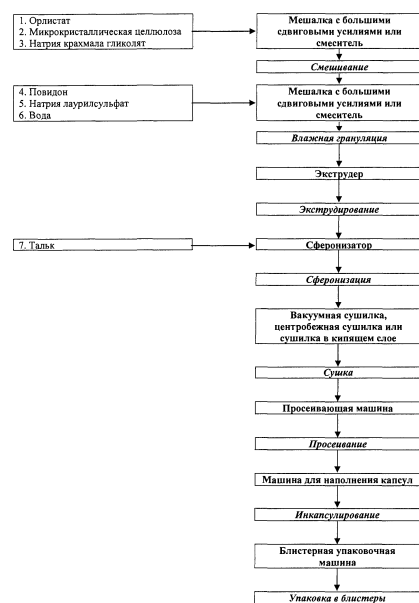 1. Орлистат
2. Микрокристаллическая целлюлоза
3. Натрия крахмала гликолят
Мешалка с большими
сдвиговыми усилиями или
смеситель
Смешивание
4. Повидон
5. Натрия лаурилсульфат
6. Вода
Мешалка с большими
сдвиговыми усилиями или
смеситель
Влажная грануляция
Экструдер
Экструдирование
7. Тальк
Сферонизатор
Сферонизация
Вакуумная сушилка,
центробежная сушилка или
сушилка в кипящем слое
Сушка
Просеивающая машина
Просеивание
Машина для наполнения капсул
Инкапсулирование
Блистерная упаковочная
машина
Упаковка в блистеры